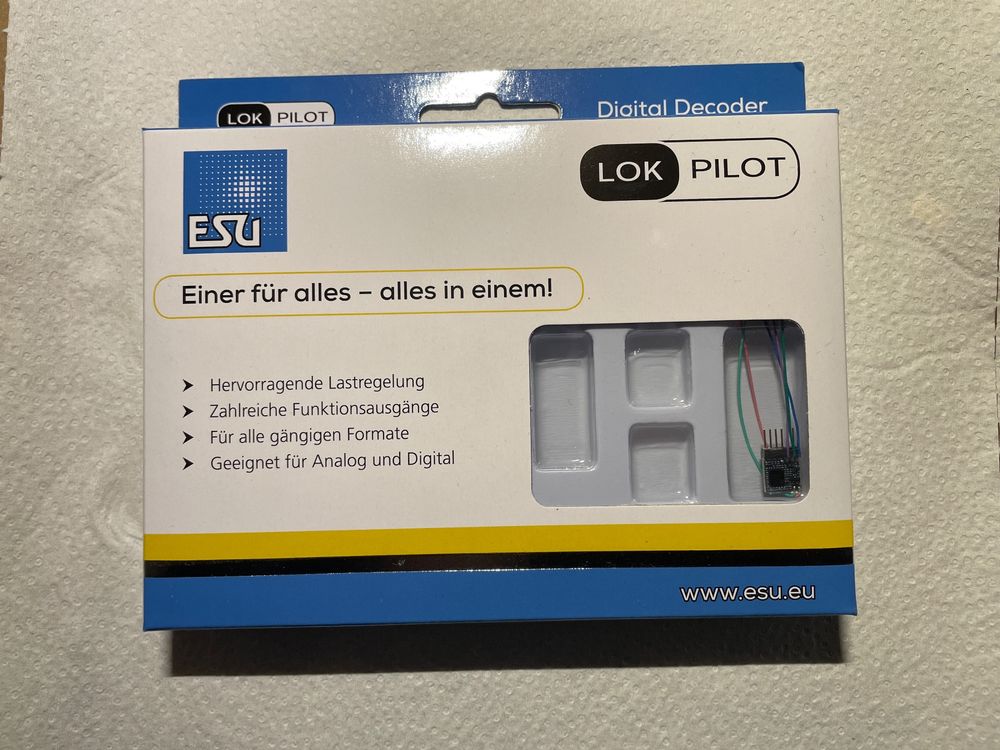 LOK PILOT
Digital Decoder
LOK PILOT
ESU
Einer für alles – alles in einem!
Hervorragende Lastregelung
Zahlreiche Funktionsausgänge
Für alle gängigen Formate
Geeignet für Analog und Digital
www.esu.eu